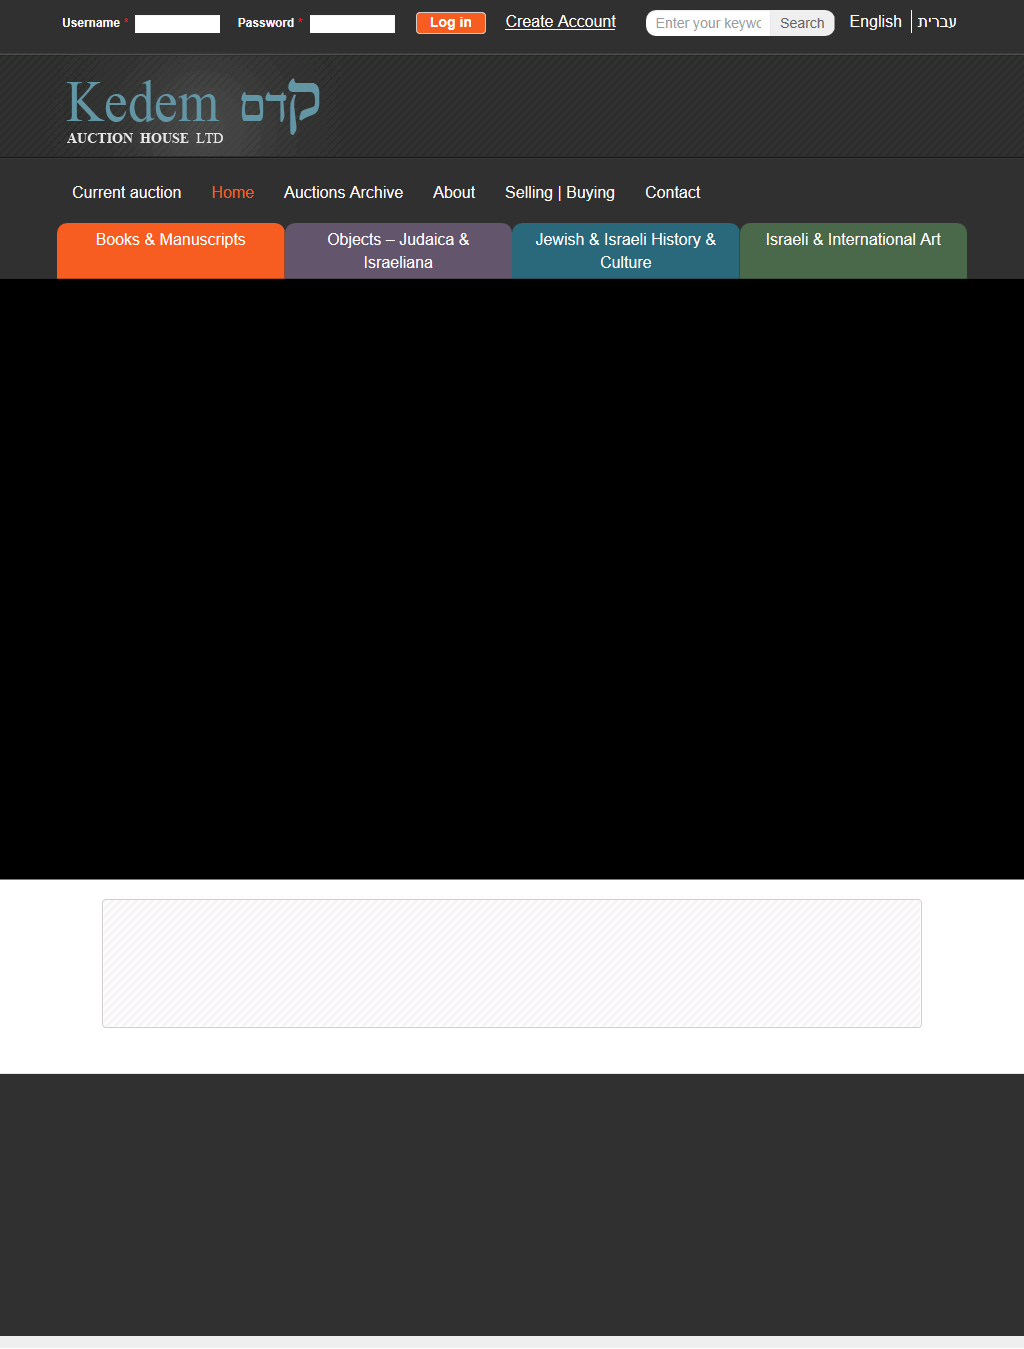 Username * Password * Log in Create Account Enter your keywo Search English עברית
Kedem קדם
AUCTION HOUSE LTD
Current auction Home Auctions Archive About Selling | Buying Contact
Books & Manuscripts
Objects – Judaica &
Israeliana
Jewish & Israeli History &
Culture
Israeli & International Art